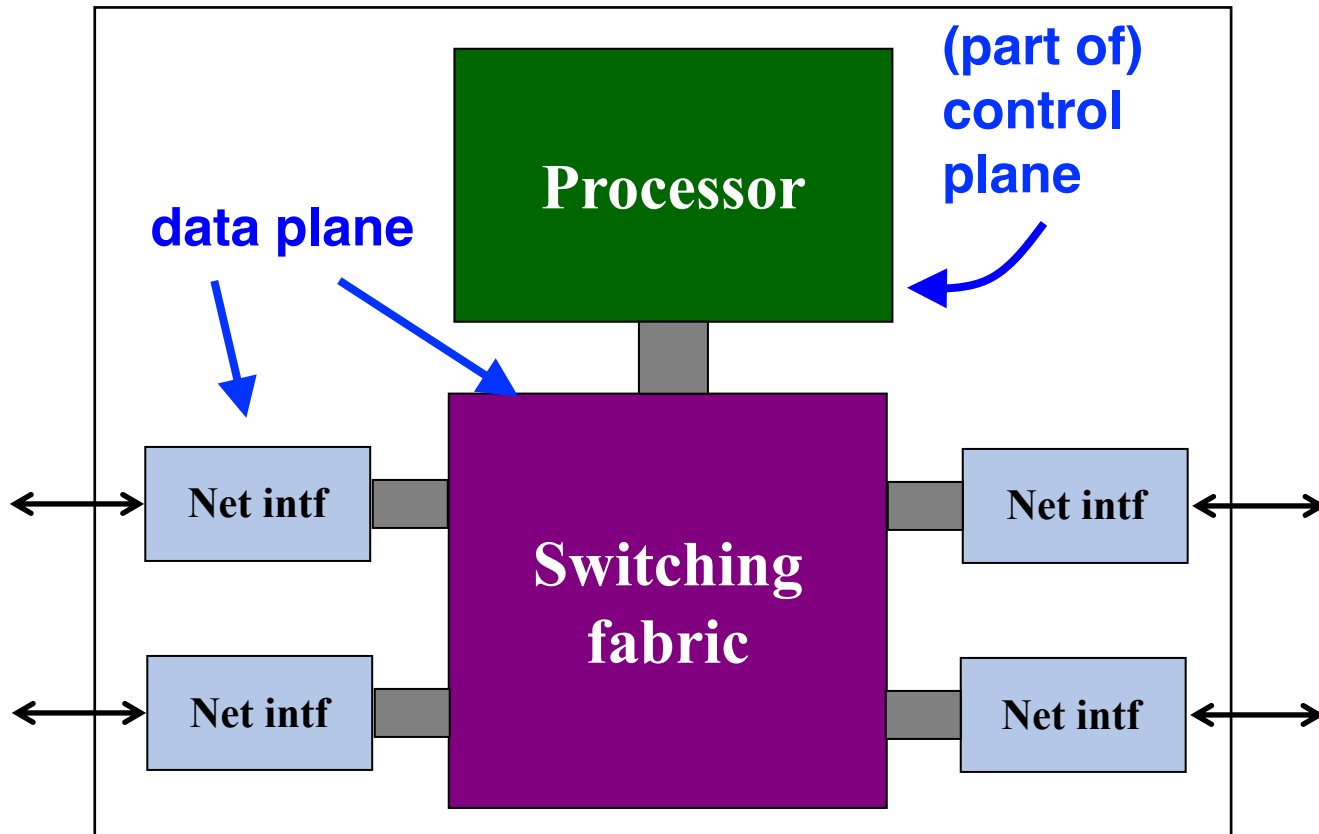 (part of)
control
plane
Processor
data plane
Net intf
Net intf
Switching
fabric
Net intf
Net intf